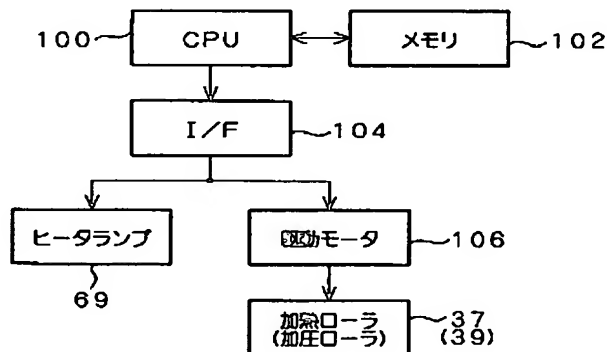 100
CPU
メモリ
102
I/F
104
ヒータランプ
駆動モータ
106
69
加熱ローラ
(加圧ローラ)
37
(39)